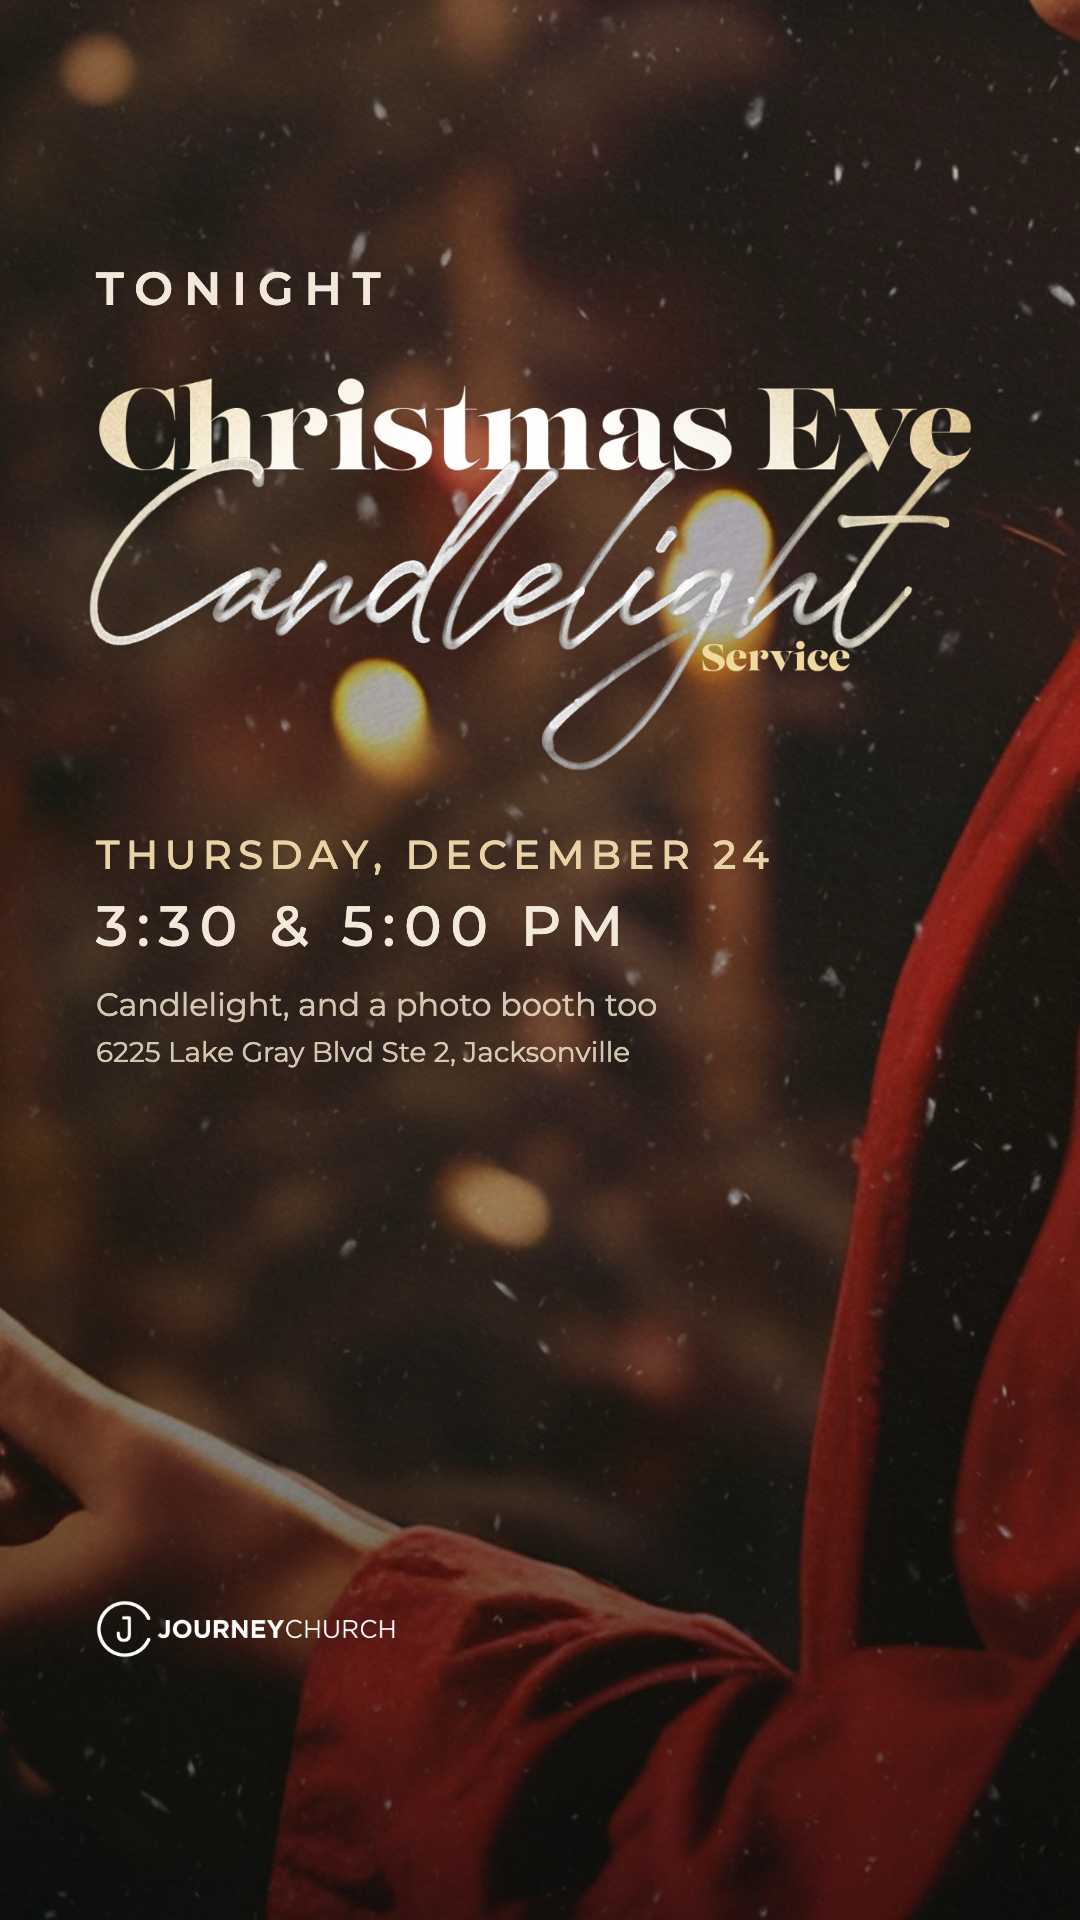 TONIGHT
Christmas Eve
Candlelight
Service
THURSDAY, DECEMBER 24
3:30 & 5:00 PM
Candlelight, and a photo booth too
6225 Lake Gray Blvd Ste 2, Jacksonville
J JOURNEYCHURCH